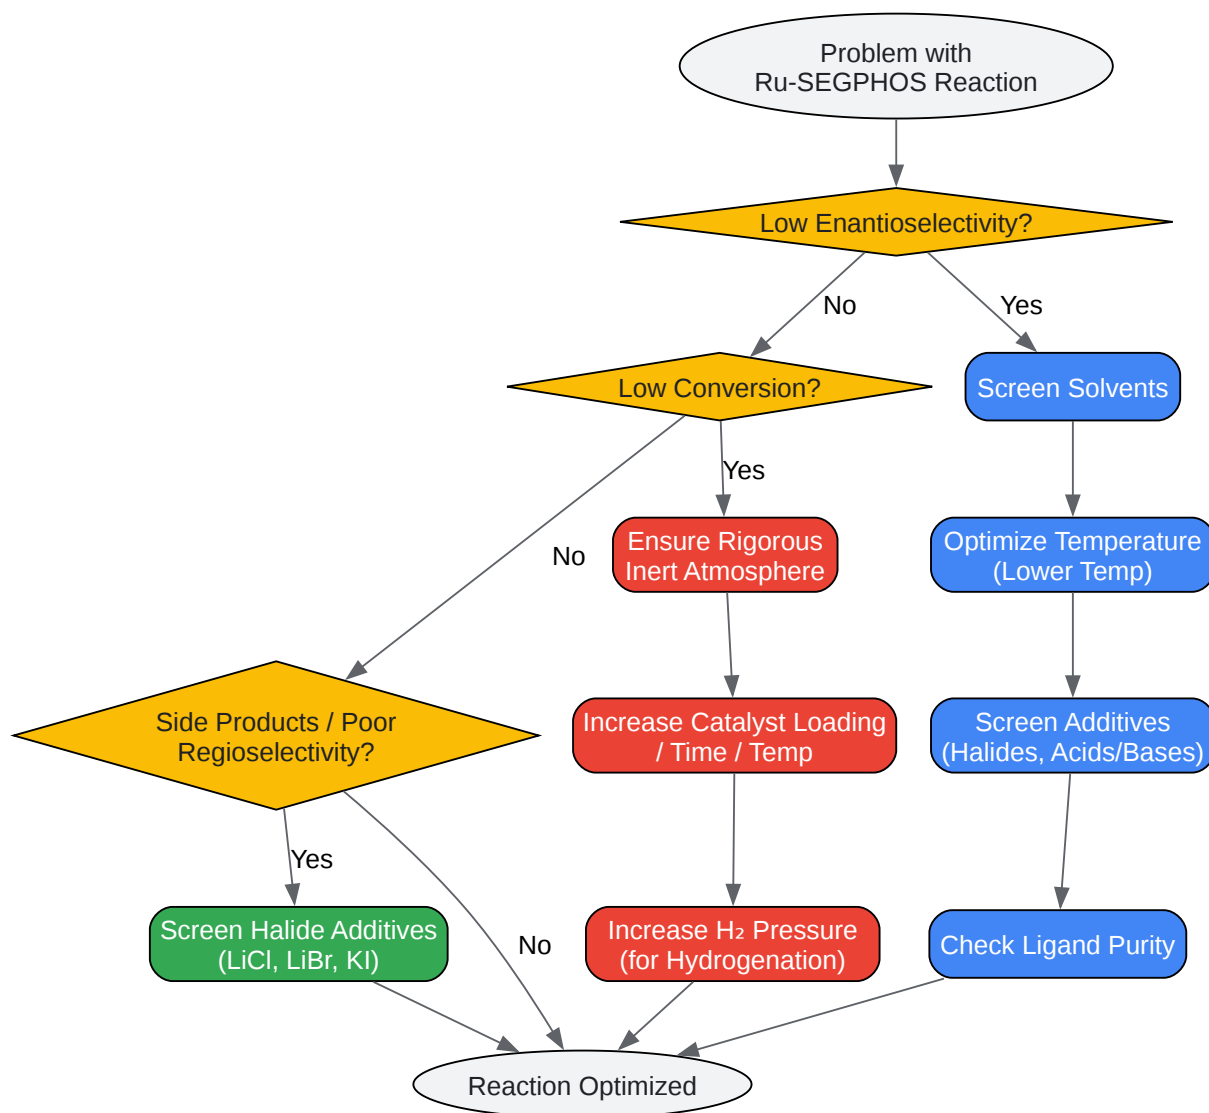 Problem with
Ru-SEGPHOS Reaction
Low Enantioselectivity?
No
Yes
Low Conversion?
Screen Solvents
Yes
No
Ensure Rigorous
Inert Atmosphere
Optimize Temperature
(Lower Temp)
Side Products / Poor
Regioselectivity?
Increase Catalyst Loading
/ Time / Temp
Screen Additives
(Halides, Acids/Bases)
Yes
No
Screen Halide Additives
(LiCl, LiBr, KI)
Increase H₂ Pressure
(for Hydrogenation)
Check Ligand Purity
Reaction Optimized